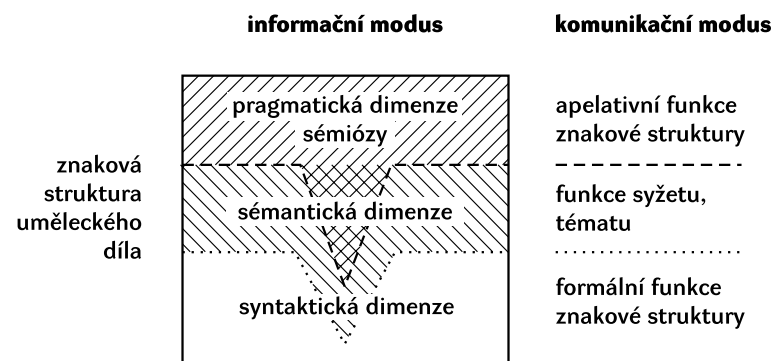 informační modus
komunikační modus
pragmatická dimenze
sémiózy
apelativní funkce
znakové struktury
znaková
struktura
uměleckého
díla
sémantická dimenze
funkce syžetu,
tématu
syntaktická dimenze
formální funkce
znakové struktury